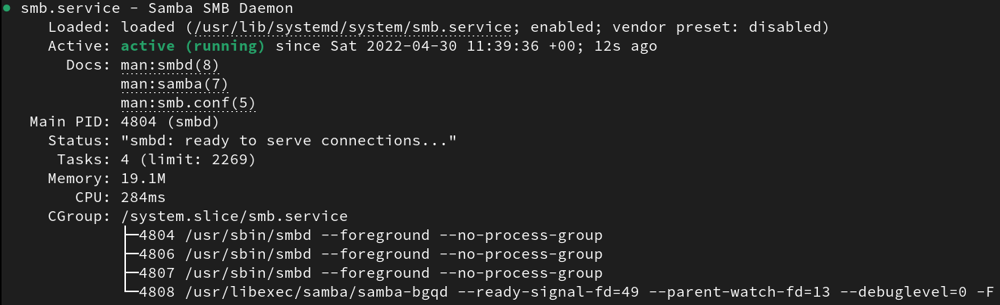 ● smb.service - Samba SMB Daemon
Loaded: loaded (/usr/lib/systemd/system/smb.service; enabled; vendor preset: disabled)
Active: active (running) since Sat 2022-04-30 11:39:36 +00; 12s ago
Docs: man:smbd(8)
man:samba(7)
man:smb.conf(5)
Main PID: 4804 (smbd)
Status: "smbd: ready to serve connections..."
Tasks: 4 (limit: 2269)
Memory: 19.1M
CPU: 284ms
CGroup: /system.slice/smb.service
├─4804 /usr/sbin/smbd --foreground --no-process-group
├─4806 /usr/sbin/smbd --foreground --no-process-group
├─4807 /usr/sbin/smbd --foreground --no-process-group
└─4808 /usr/libexec/samba/samba-bgqd --ready-signal-fd=49 --parent-watch-fd=13 --debuglevel=0 -F